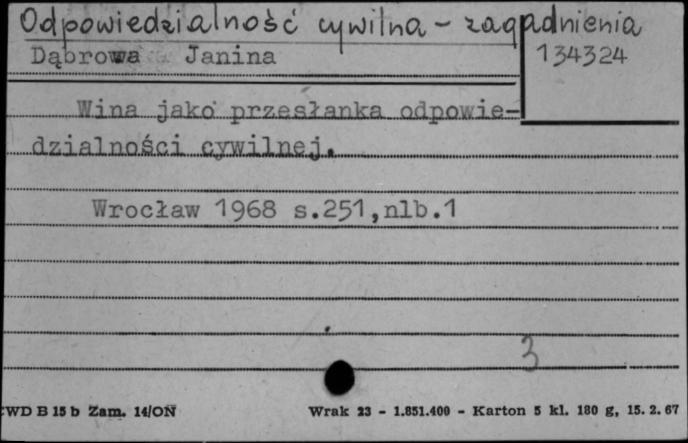 Odpowiedzialność cywilna - zagadnienia
Dąbrowa Janina
134324
Wina jako przesłanka odpowie-
dzialności cywilnej.
Wrocław 1968 s.251,nlb.1
3
WD B 15 b Zam. 14/ON
Wrak 23 - 1.851.400 - Karton 5 kl. 180 g, 15. 2. 67